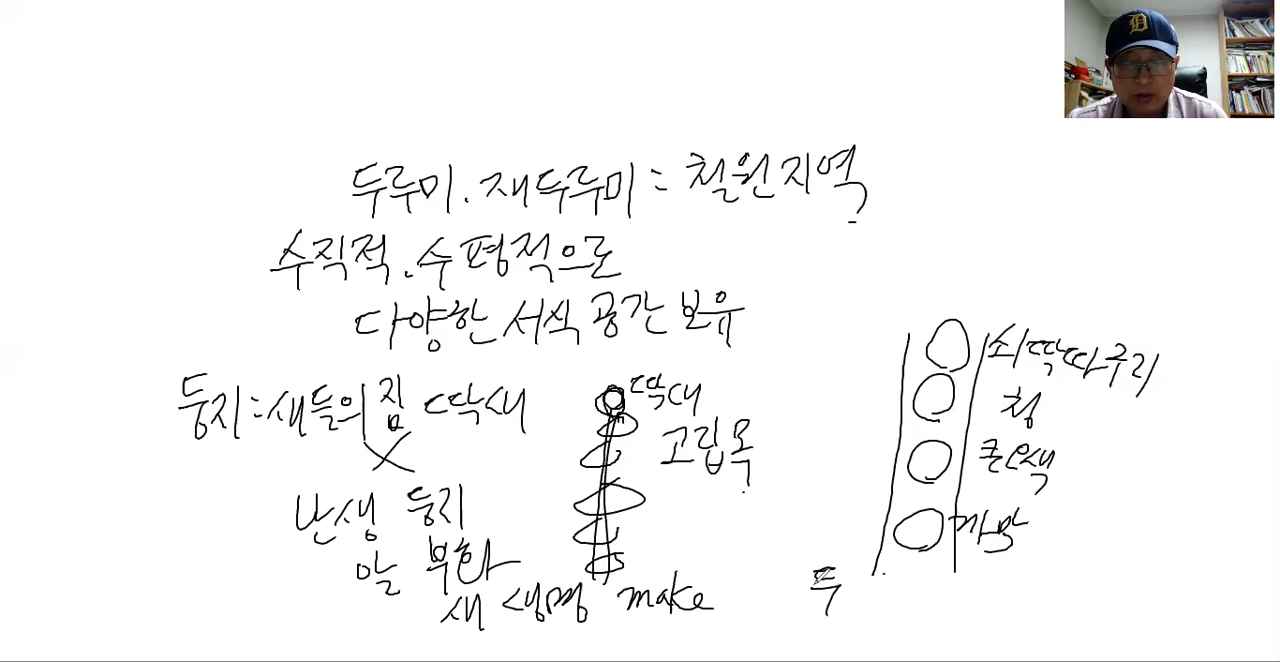 D
두루미. 재두루미 = 철원지역
수직적. 수평적으로
다양한 서식 공간 보유
둥지 = 새들의 집 딱새
딱새
고립목
난생 둥지
알 부화
새 생명 make
쇠딱따구리
청
큰오색
까막
두